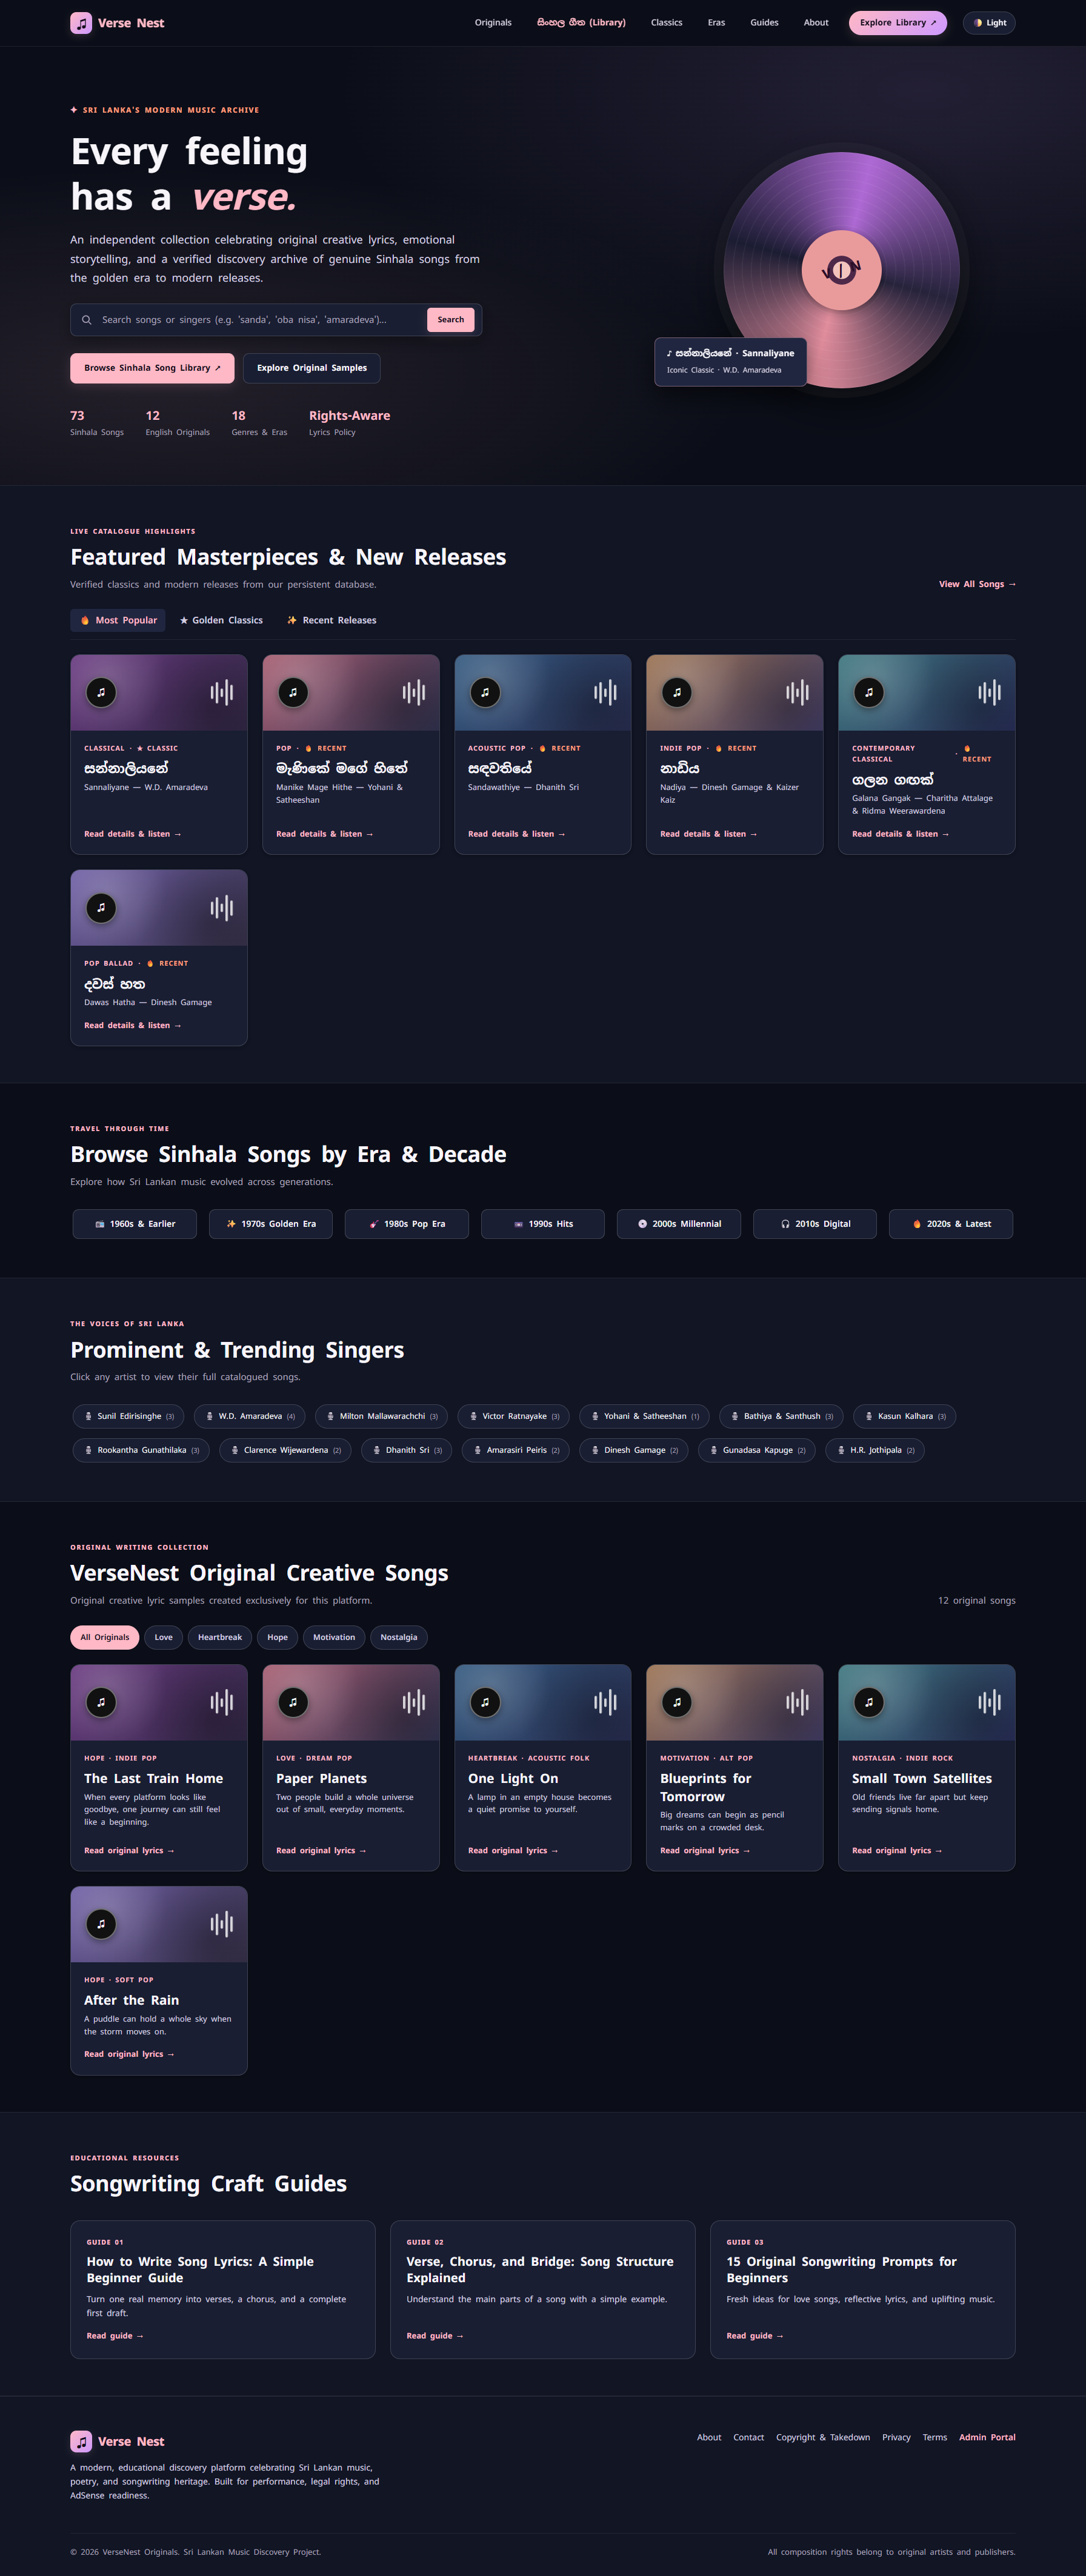 Verse Nest
Originals
සිංහල ගීත (Library)
Classics
Eras
Guides
About
Explore Library ↗
Light
✦ SRI LANKA'S MODERN MUSIC ARCHIVE
Every feeling
has a verse.
An independent collection celebrating original creative lyrics, emotional
storytelling, and a verified discovery archive of genuine Sinhala songs from
the golden era to modern releases.
Search songs or singers (e.g. 'sanda', 'oba nisa', 'amaradeva')...
Search
Browse Sinhala Song Library ↗
Explore Original Samples
♪ සන්නාලියනේ · Sannaliyane
Iconic Classic · W.D. Amaradeva
73
Sinhala Songs
12
English Originals
18
Genres & Eras
Rights-Aware
Lyrics Policy
LIVE CATALOGUE HIGHLIGHTS
Featured Masterpieces & New Releases
Verified classics and modern releases from our persistent database.
View All Songs →
🔥 Most Popular
★ Golden Classics
✨ Recent Releases
CLASSICAL · ★ CLASSIC
සන්නාලියනේ
Sannaliyane — W.D. Amaradeva
Read details & listen →
POP · 🔥 RECENT
මැණිකේ මගේ හිතේ
Manike Mage Hithe — Yohani &
Satheeshan
Read details & listen →
ACOUSTIC POP · 🔥 RECENT
සඳවතියේ
Sandawathiye — Dhanith Sri
Read details & listen →
INDIE POP · 🔥 RECENT
නාඩිය
Nadiya — Dinesh Gamage & Kaizer
Kaiz
Read details & listen →
CONTEMPORARY
CLASSICAL
· 🔥
RECENT
ගලන ගඟක්
Galana Gangak — Charitha Attalage
& Ridma Weerawardena
Read details & listen →
POP BALLAD · 🔥 RECENT
දවස් හත
Dawas Hatha — Dinesh Gamage
Read details & listen →
TRAVEL THROUGH TIME
Browse Sinhala Songs by Era & Decade
Explore how Sri Lankan music evolved across generations.
📻 1960s & Earlier
✨ 1970s Golden Era
🎸 1980s Pop Era
📼 1990s Hits
💿 2000s Millennial
🎧 2010s Digital
🔥 2020s & Latest
THE VOICES OF SRI LANKA
Prominent & Trending Singers
Click any artist to view their full catalogued songs.
Sunil Edirisinghe (3)
W.D. Amaradeva (4)
Milton Mallawarachchi (3)
Victor Ratnayake (3)
Yohani & Satheeshan (1)
Bathiya & Santhush (3)
Kasun Kalhara (3)
Rookantha Gunathilaka (3)
Clarence Wijewardena (2)
Dhanith Sri (3)
Amarasiri Peiris (2)
Dinesh Gamage (2)
Gunadasa Kapuge (2)
H.R. Jothipala (2)
ORIGINAL WRITING COLLECTION
VerseNest Original Creative Songs
Original creative lyric samples created exclusively for this platform.
12 original songs
All Originals
Love
Heartbreak
Hope
Motivation
Nostalgia
HOPE · INDIE POP
The Last Train Home
When every platform looks like
goodbye, one journey can still feel
like a beginning.
Read original lyrics →
LOVE · DREAM POP
Paper Planets
Two people build a whole universe
out of small, everyday moments.
Read original lyrics →
HEARTBREAK · ACOUSTIC FOLK
One Light On
A lamp in an empty house becomes
a quiet promise to yourself.
Read original lyrics →
MOTIVATION · ALT POP
Blueprints for
Tomorrow
Big dreams can begin as pencil
marks on a crowded desk.
Read original lyrics →
NOSTALGIA · INDIE ROCK
Small Town Satellites
Old friends live far apart but keep
sending signals home.
Read original lyrics →
HOPE · SOFT POP
After the Rain
A puddle can hold a whole sky when
the storm moves on.
Read original lyrics →
EDUCATIONAL RESOURCES
Songwriting Craft Guides
GUIDE 01
How to Write Song Lyrics: A Simple
Beginner Guide
Turn one real memory into verses, a chorus, and a complete
first draft.
Read guide →
GUIDE 02
Verse, Chorus, and Bridge: Song Structure
Explained
Understand the main parts of a song with a simple example.
Read guide →
GUIDE 03
15 Original Songwriting Prompts for
Beginners
Fresh ideas for love songs, reflective lyrics, and uplifting music.
Read guide →
Verse Nest
A modern, educational discovery platform celebrating Sri Lankan music,
poetry, and songwriting heritage. Built for performance, legal rights, and
AdSense readiness.
About
Contact
Copyright & Takedown
Privacy
Terms
Admin Portal
© 2026 VerseNest Originals. Sri Lankan Music Discovery Project.
All composition rights belong to original artists and publishers.